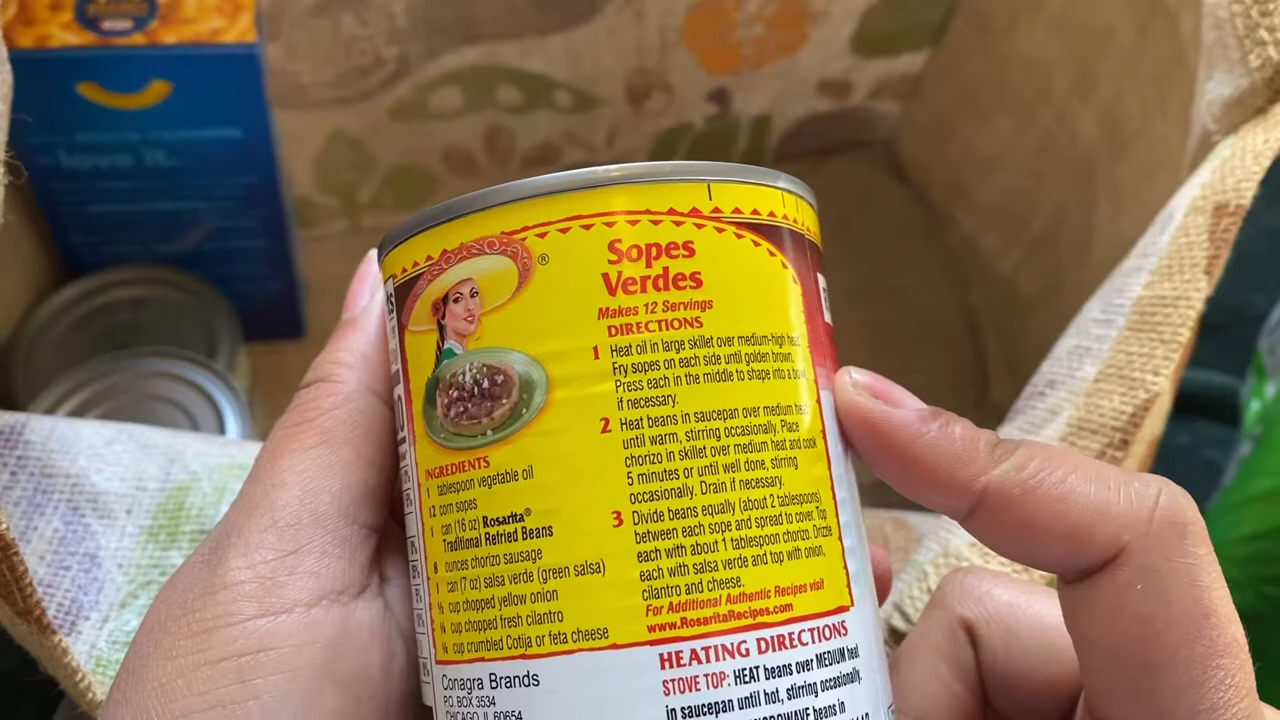 love it.
®
Sopes
Verdes
Makes 12 Servings
DIRECTIONS
1 Heat oil in large skillet over medium-high heat.
Fry sopes on each side until golden brown.
Press each in the middle to shape into a bowl,
if necessary.
2 Heat beans in saucepan over medium heat
until warm, stirring occasionally. Place
chorizo in skillet over medium heat and cook
5 minutes or until well done, stirring
occasionally. Drain if necessary.
3 Divide beans equally (about 2 tablespoons)
between each sope and spread to cover. Top
each with about 1 tablespoon chorizo. Drizzle
each with salsa verde and top with onion,
cilantro and cheese.
For Additional Authentic Recipes visit
www.RosaritaRecipes.com
INGREDIENTS
1 tablespoon vegetable oil
12 corn sopes
1 can (16 oz) Rosarita®
Traditional Refried Beans
8 ounces chorizo sausage
1 can (7 oz) salsa verde (green salsa)
cup chopped yellow onion
cup chopped fresh cilantro
cup crumbled Cotija or feta cheese
Conagra Brands
P.O. BOX 3534
CHICAGO, IL 60654
HEATING DIRECTIONS
STOVE TOP: HEAT beans over MEDIUM heat
in saucepan until hot, stirring occasionally.
beans in